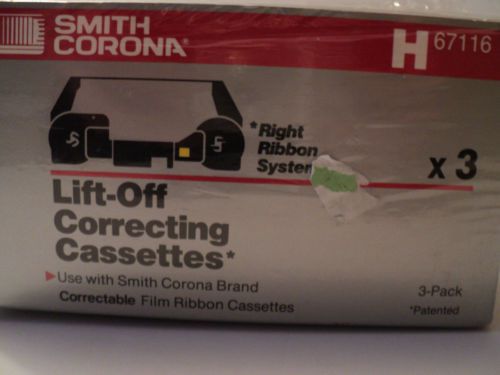 SMITH
CORONA®
H 67116
*Right
Ribbon
System
x 3
Lift-Off
Correcting
Cassettes*
Use with Smith Corona Brand
Correctable Film Ribbon Cassettes
3-Pack
*Patented